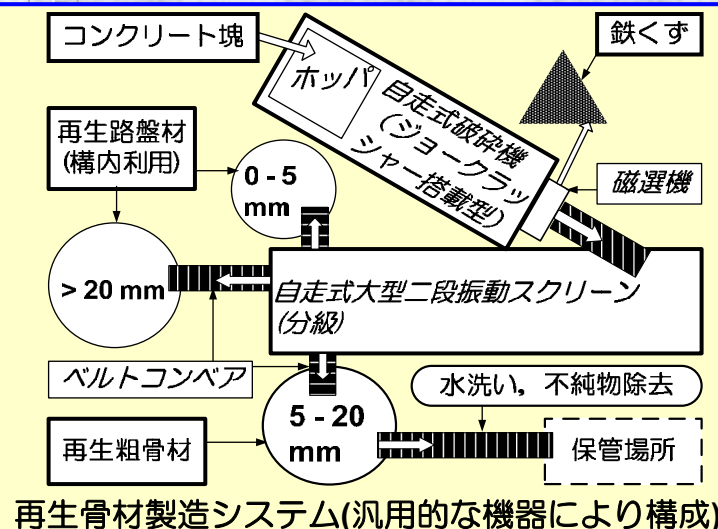 コンクリート塊
鉄くず
ホッパ
自走式破砕機
(ジョークラッ
シャー搭載型)
再生路盤材
(構内利用)
0 - 5
mm
磁選機
> 20 mm
自走式大型二段振動スクリーン
(分級)
ベルトコンベア
水洗い，不純物除去
5 - 20
mm
再生粗骨材
保管場所
再生骨材製造システム(汎用的な機器により構成)